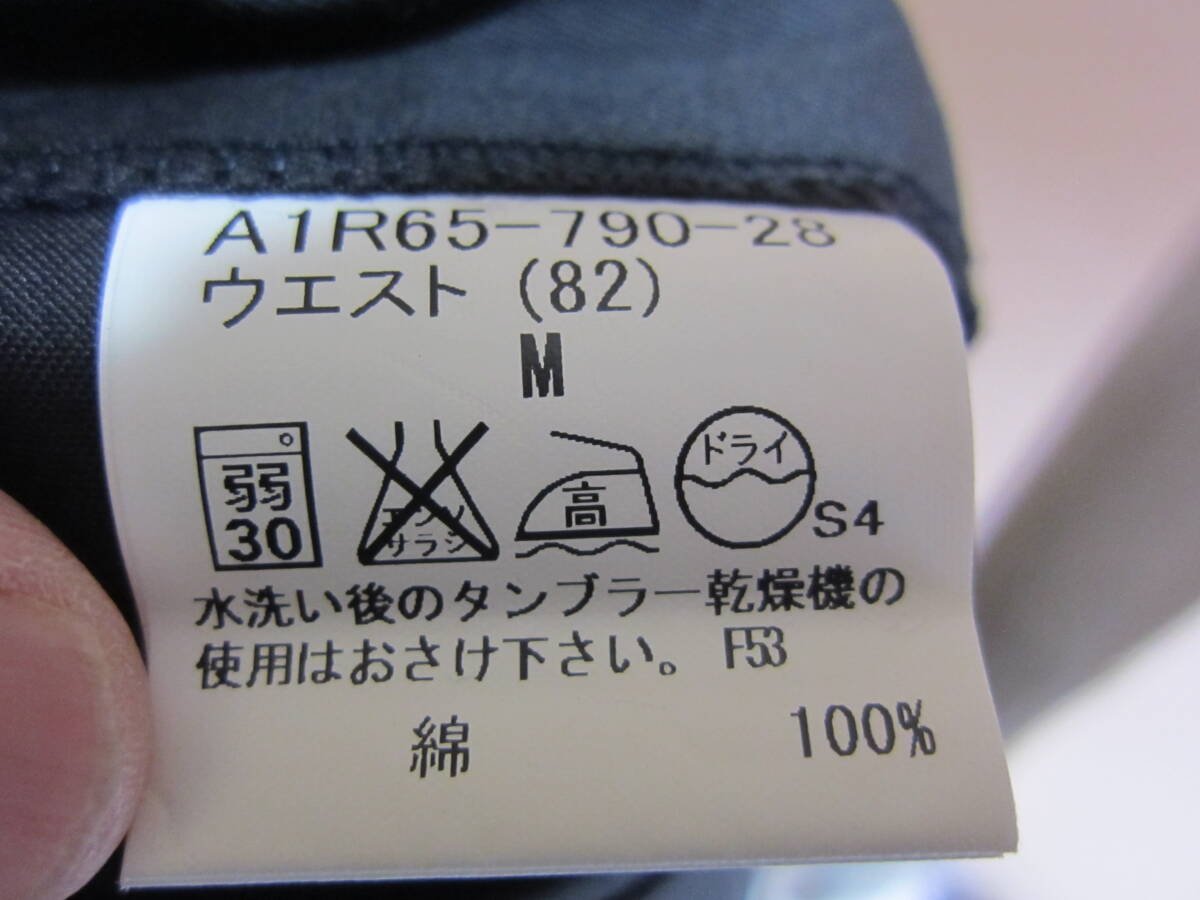 A1R65-790-28
ウエスト (82)
M
弱
30
エンソ
サラシ
高
ドライ
S4
水洗い後のタンブラー乾燥機の
使用はおさけ下さい。 F53
綿 100%